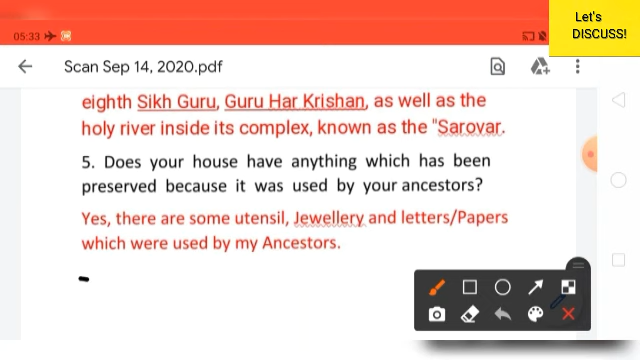 Let's
DISCUSS!
05:33
Scan Sep 14, 2020.pdf
eighth Sikh Guru, Guru Har Krishan, as well as the
holy river inside its complex, known as the "Sarovar.
5. Does your house have anything which has been
preserved because it was used by your ancestors?
Yes, there are some utensil, Jewellery and letters/Papers
which were used by my Ancestors.